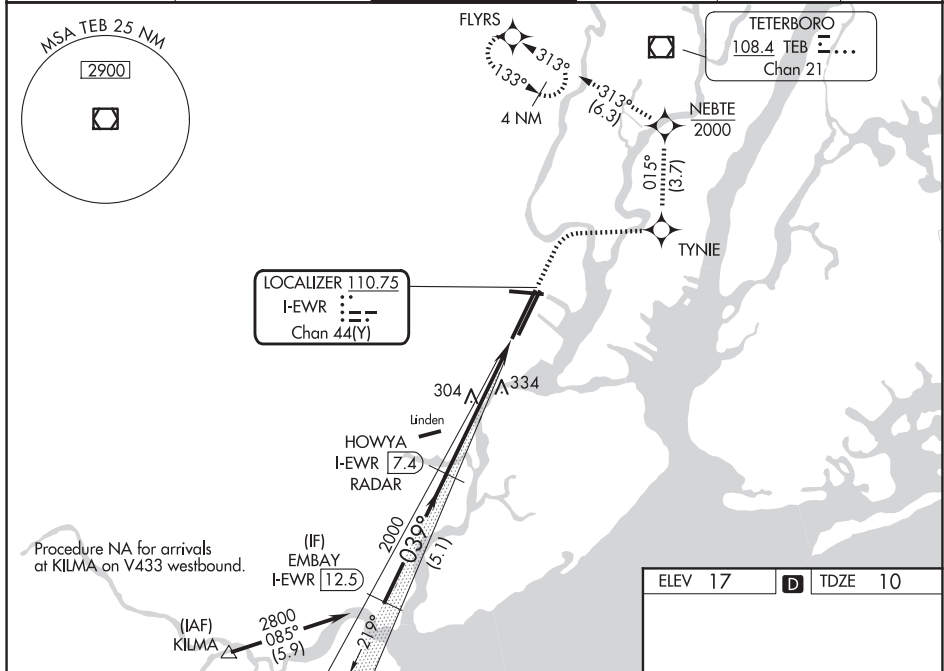 MSA TEB 25 NM
2900
FLYRS
313°
133°
4 NM
313°
(6.3)
TETERBORO
108.4 TEB
Chan 21
NEBTE
2000
015°
(3.7)
TYNIE
LOCALIZER 110.75
I-EWR
Chan 44(Y)
304
334
Linden
HOWYA
I-EWR 7.4
RADAR
2000
039°
(5.1)
(IF)
EMBAY
I-EWR 12.5
Procedure NA for arrivals
at KILMA on V433 westbound.
(IAF)
KILMA
2800
085°
(5.9)
219°
ELEV 17 D TDZE 10